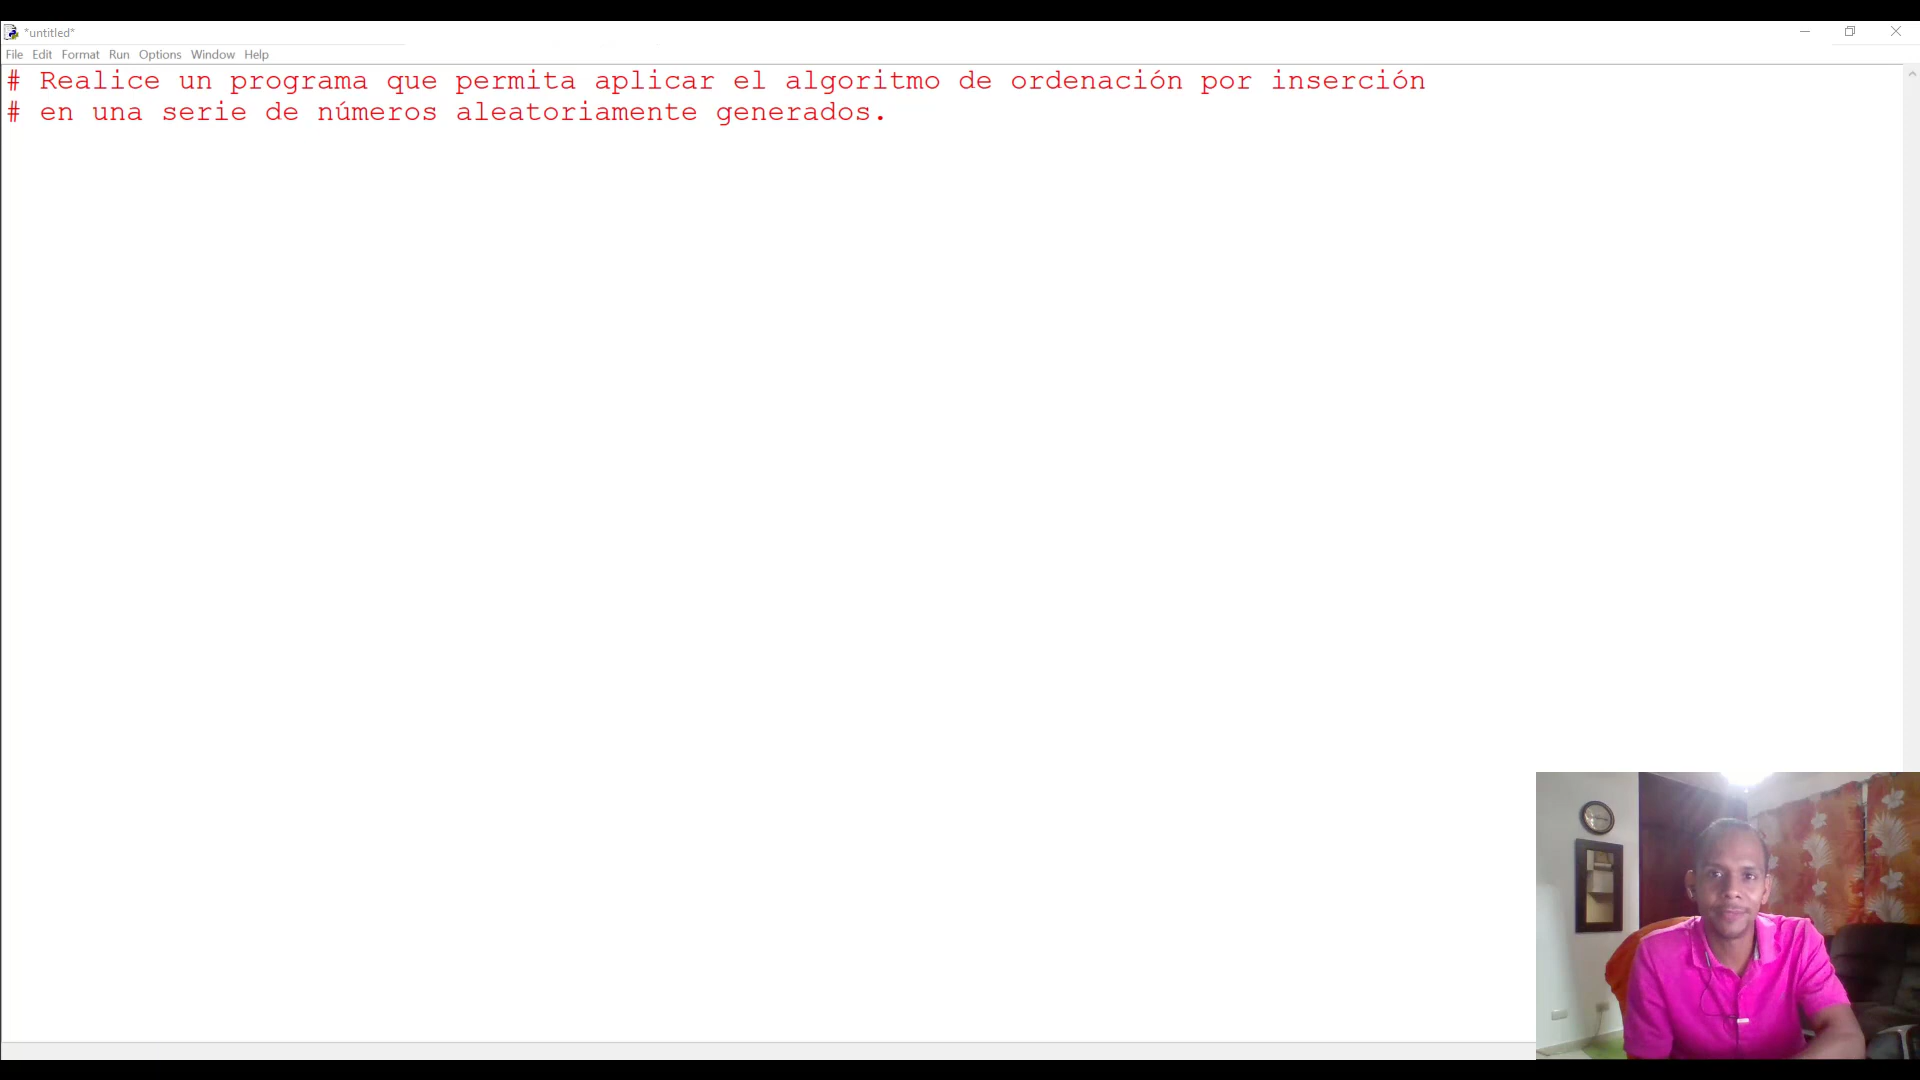 *untitled*
File Edit Format Run Options Window Help
# Realice un programa que permita aplicar el algoritmo de ordenación por inserción
# en una serie de números aleatoriamente generados.